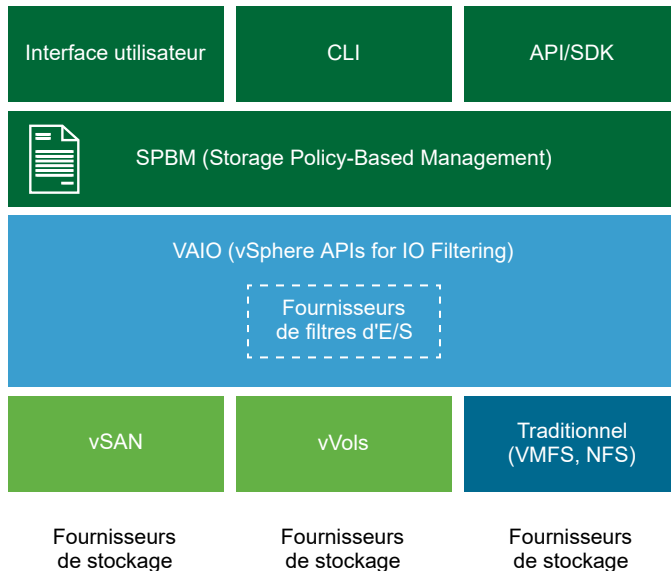 Interface utilisateur
CLI
API/SDK
SPBM (Storage Policy-Based Management)
VAIO (vSphere APIs for IO Filtering)
Fournisseurs
de filtres d'E/S
vSAN
vVols
Traditionnel
(VMFS, NFS)
Fournisseurs
de stockage
Fournisseurs
de stockage
Fournisseurs
de stockage